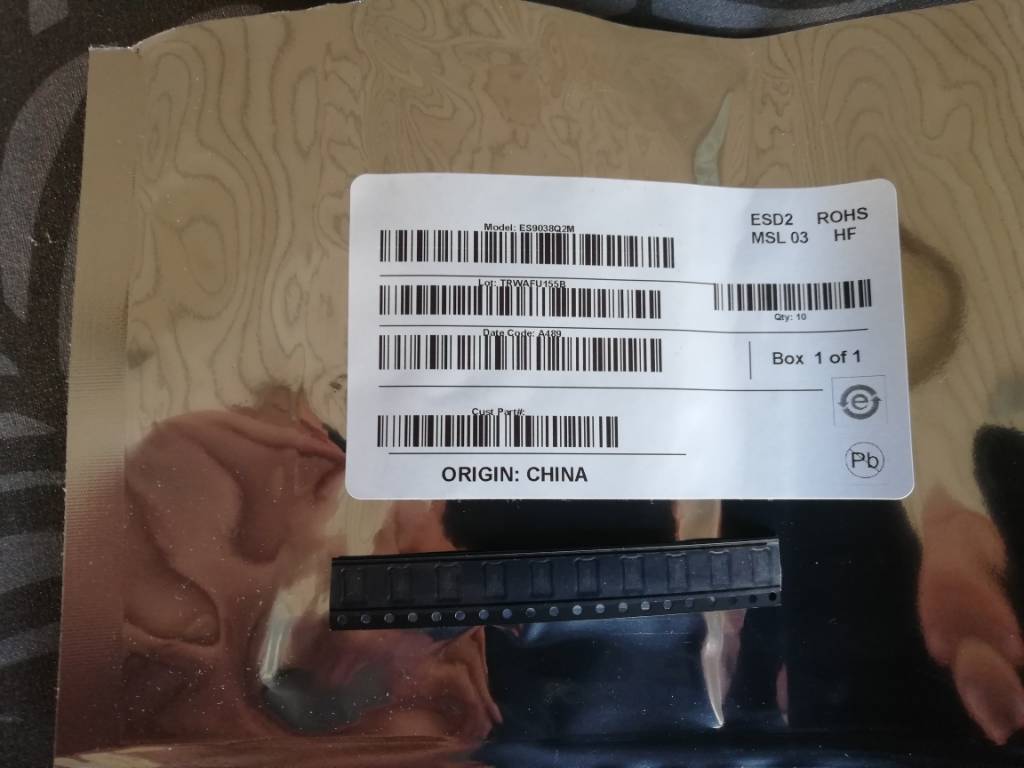 Model: ES9038Q2M
ESD2 ROHS
MSL 03 HF
Lot: TRWAFU155B
Qty: 10
Date Code: A489
Box 1 of 1
e
Cust Part#:
Pb
ORIGIN: CHINA